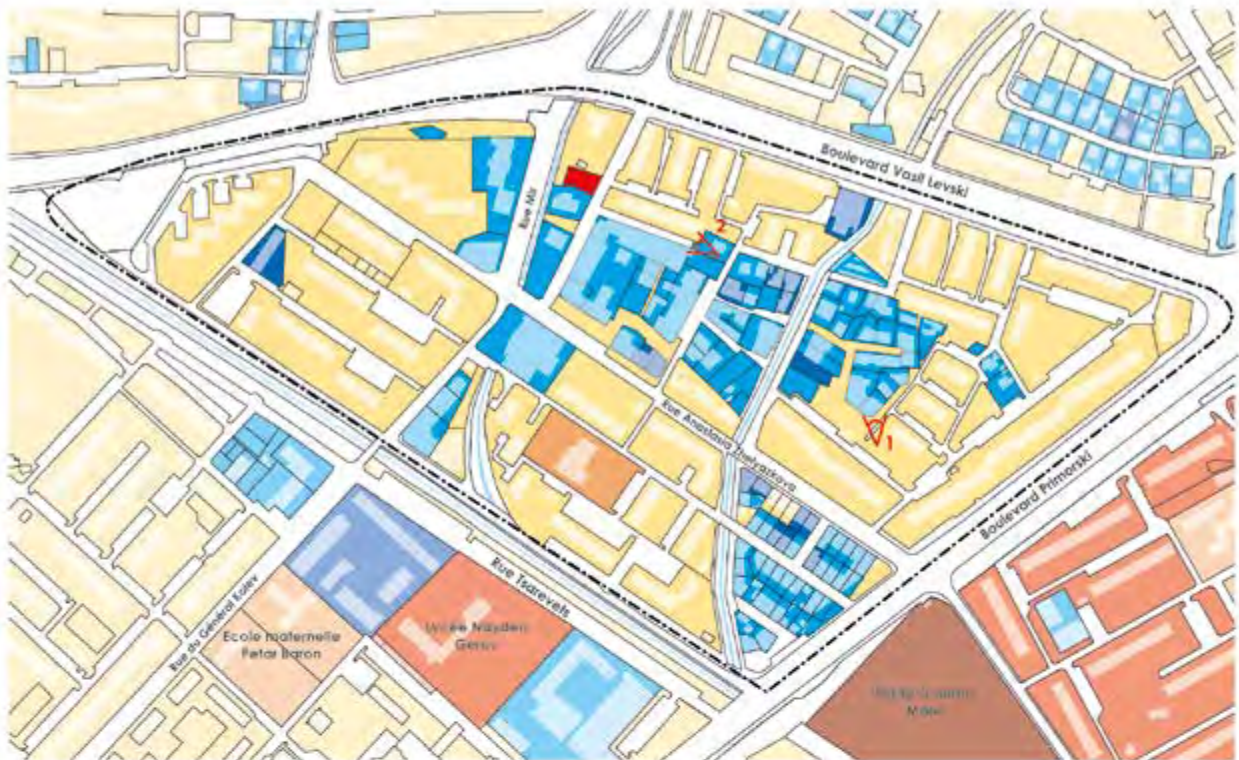 Boulevard Vasil Levski
Rue Mir
2
Rue Anastasia Zhelyazkova
1
Boulevard Primorski
Rue Tsarevets
Rue du Général Kolev
Ecole maternelle
Petar Baron
Lycée Nayden
Gerov